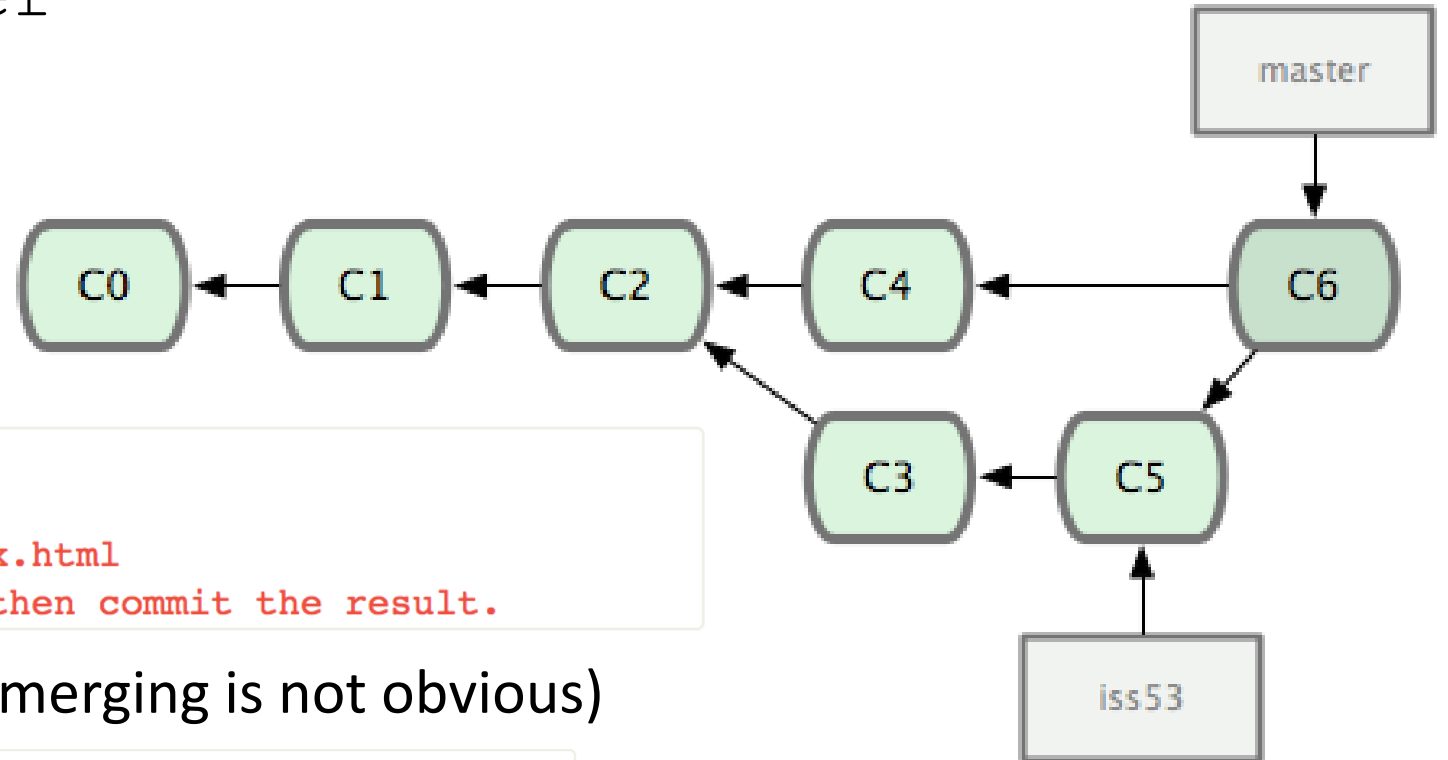 master
C0
C1
C2
C4
C6
C3
C5
x.html
then commit the result.
merging is not obvious)
iss53